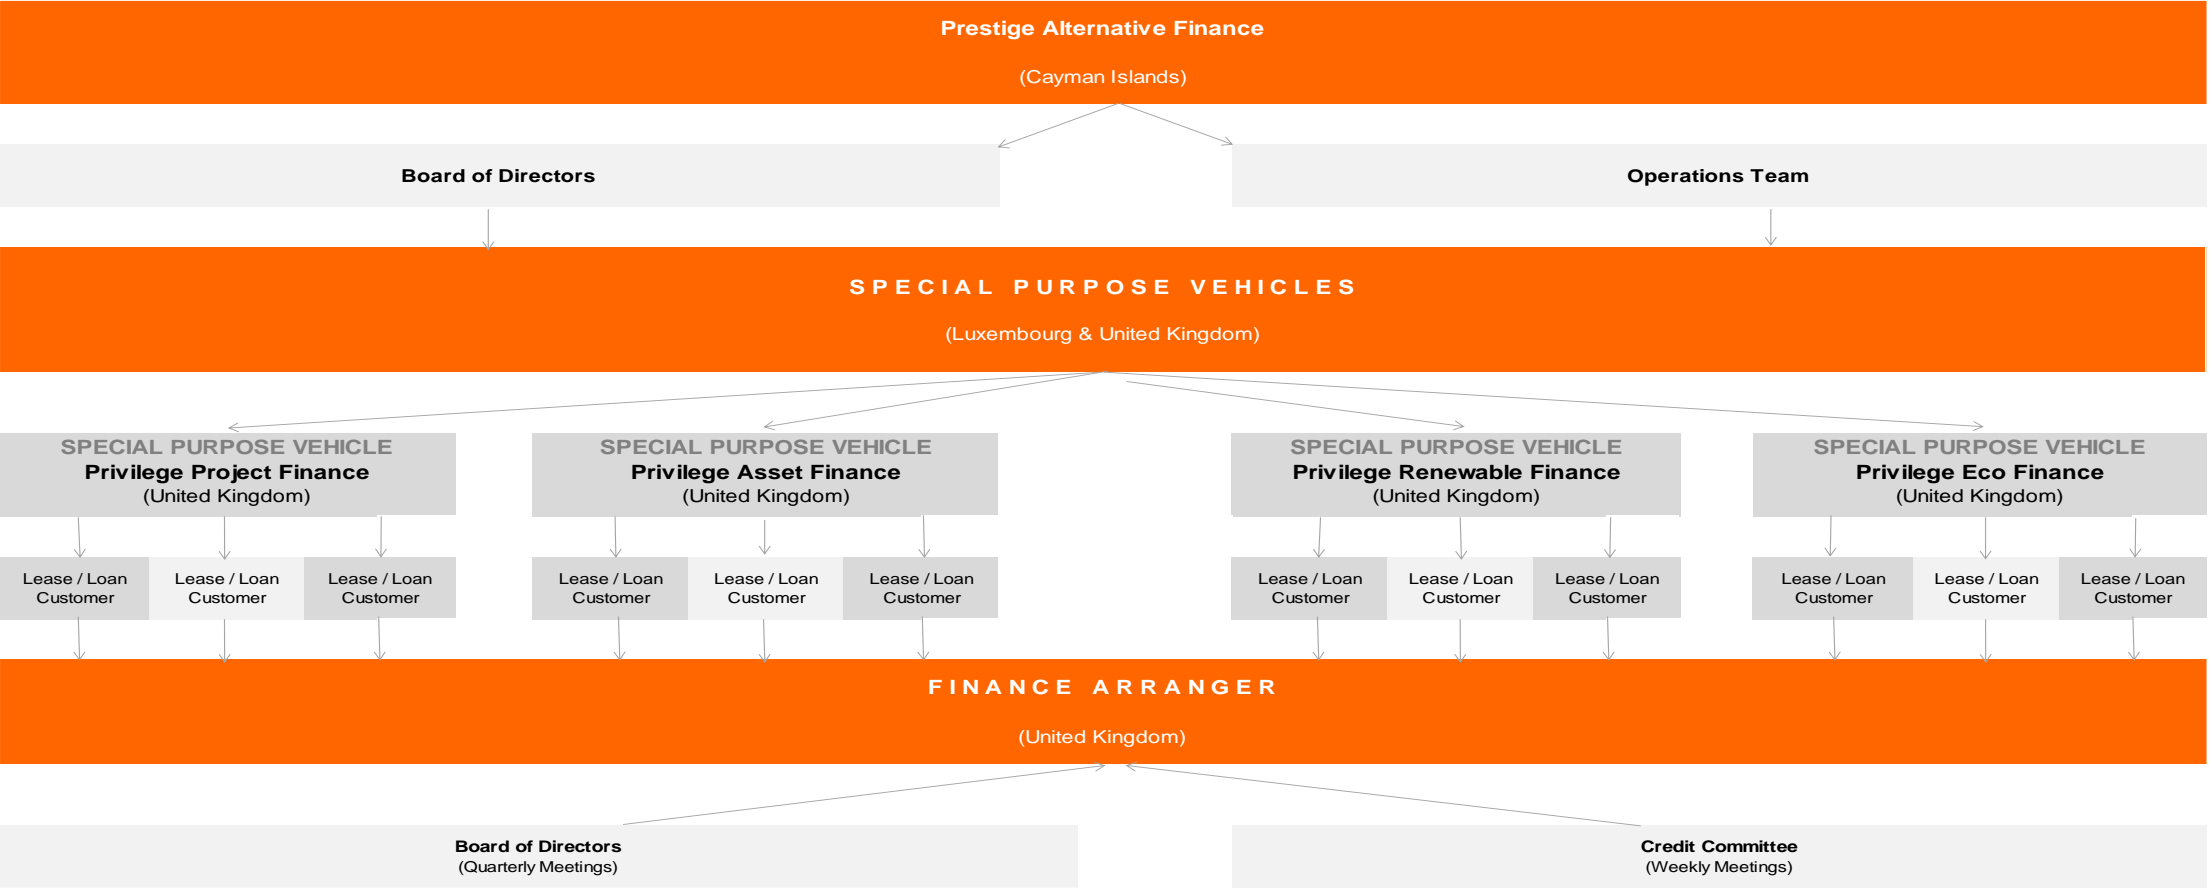 Prestige Alternative Finance
(Cayman Islands)
Board of Directors
Operations Team
SPECIAL PURPOSE VEHICLES
(Luxembourg & United Kingdom)
SPECIAL PURPOSE VEHICLE
Privilege Project Finance
(United Kingdom)
SPECIAL PURPOSE VEHICLE
Privilege Asset Finance
(United Kingdom)
SPECIAL PURPOSE VEHICLE
Privilege Renewable Finance
(United Kingdom)
SPECIAL PURPOSE VEHICLE
Privilege Eco Finance
(United Kingdom)
Lease / Loan
Customer
Lease / Loan
Customer
Lease / Loan
Customer
Lease / Loan
Customer
Lease / Loan
Customer
Lease / Loan
Customer
Lease / Loan
Customer
Lease / Loan
Customer
Lease / Loan
Customer
Lease / Loan
Customer
Lease / Loan
Customer
Lease / Loan
Customer
FINANCE ARRANGER
(United Kingdom)
Board of Directors
(Quarterly Meetings)
Credit Committee
(Weekly Meetings)